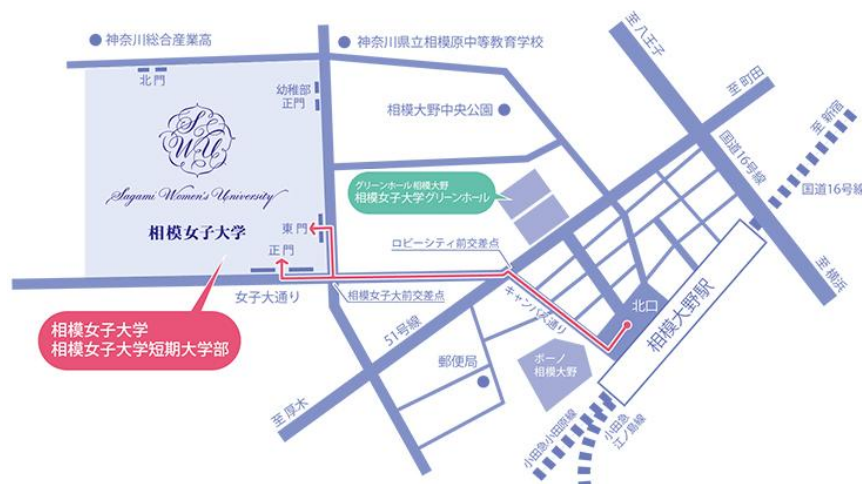 神奈川総合産業高
神奈川県立相模原中等教育学校
至八王子
北門
幼稚部
正門
相模大野中央公園
至町田
至新宿
国道16号線
国道16号線
SWU
Sagami Women's University
相模女子大学
グリーンホール 相模大野
相模女子大学グリーンホール
東門
正門
ロビーシティ前交差点
至横浜
女子大通り
相模女子大前交差点
キャンパス通り
北口
相模大野駅
相模女子大学
相模女子大学短期大学部
51号線
郵便局
ボーノ
相模大野
至厚木
小田急小田原線
小田急
江ノ島線